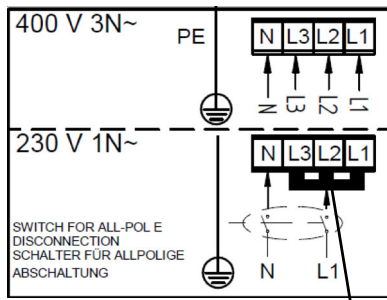 400 V 3N~
PE
N L3 L2 L1
N L3 L2 L1
230 V 1N~
N L3 L2 L1
SWITCH FOR ALL-POL E
DISCONNECTION
SCHALTER FÜR ALLPOLIGE
ABSCHALTUNG
N L1